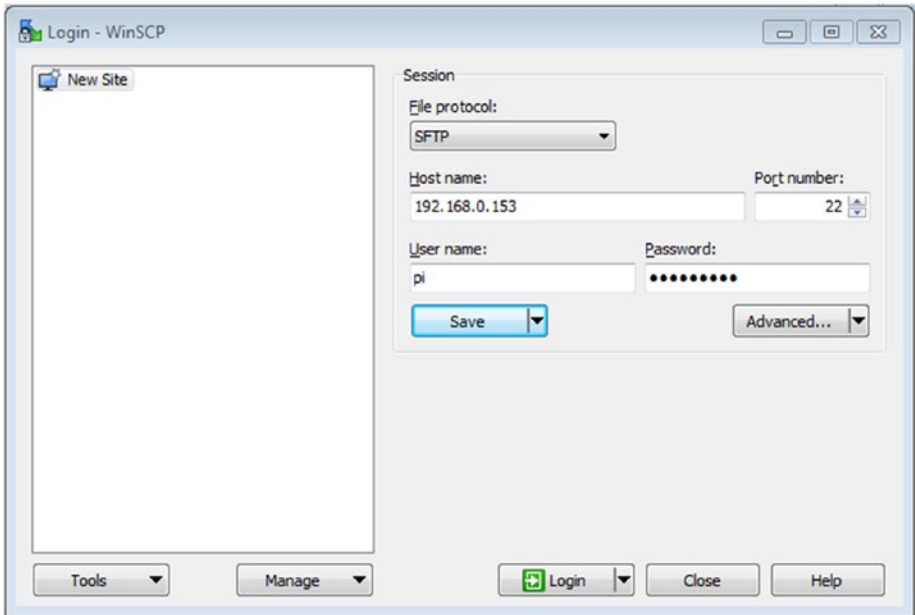 Login - WinSCP
New Site
Session
File protocol:
SFTP
Host name:
Port number:
192.168.0.153
22
User name:
Password:
pi
●●●●●●●●●
Save
Advanced...
Tools
Manage
Login
Close
Help